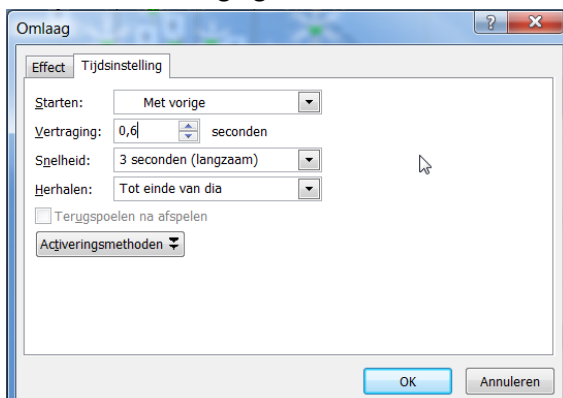 Omlaag
Effect Tijdsinstelling
Starten: Met vorige
Vertraging: 0,6 seconden
Snelheid: 3 seconden (langzaam)
Herhalen: Tot einde van dia
Terugspoelen na afspelen
Activeringsmethoden
OK Annuleren